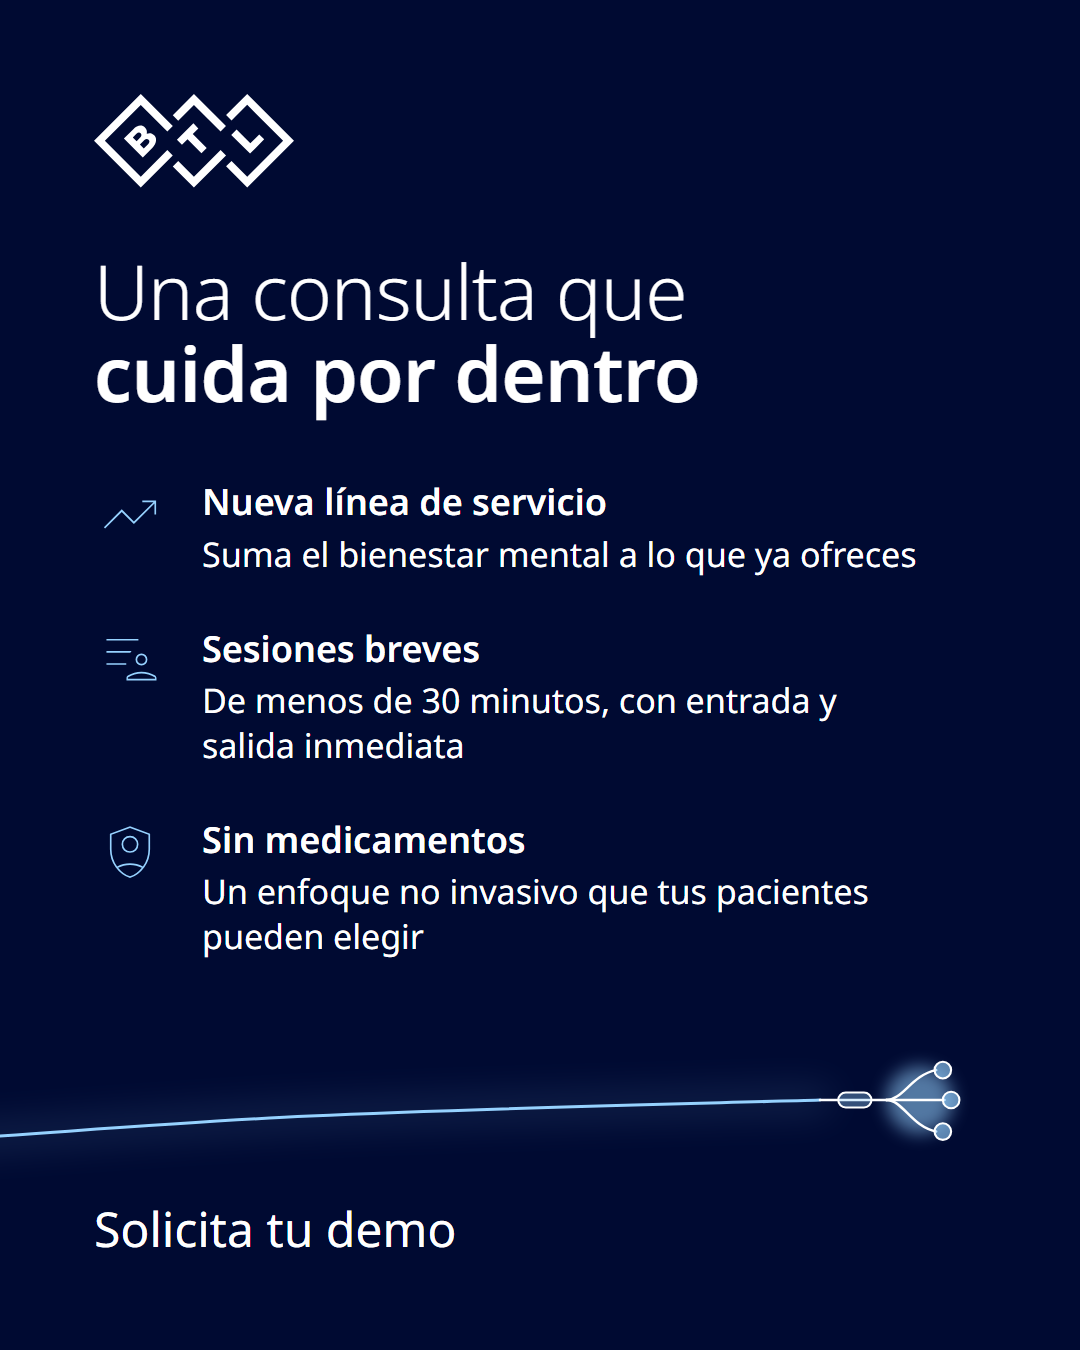 BTL
Una consulta que
cuida por dentro
Nueva línea de servicio
Suma el bienestar mental a lo que ya ofreces
Sesiones breves
De menos de 30 minutos, con entrada y
salida inmediata
Sin medicamentos
Un enfoque no invasivo que tus pacientes
pueden elegir
Solicita tu demo